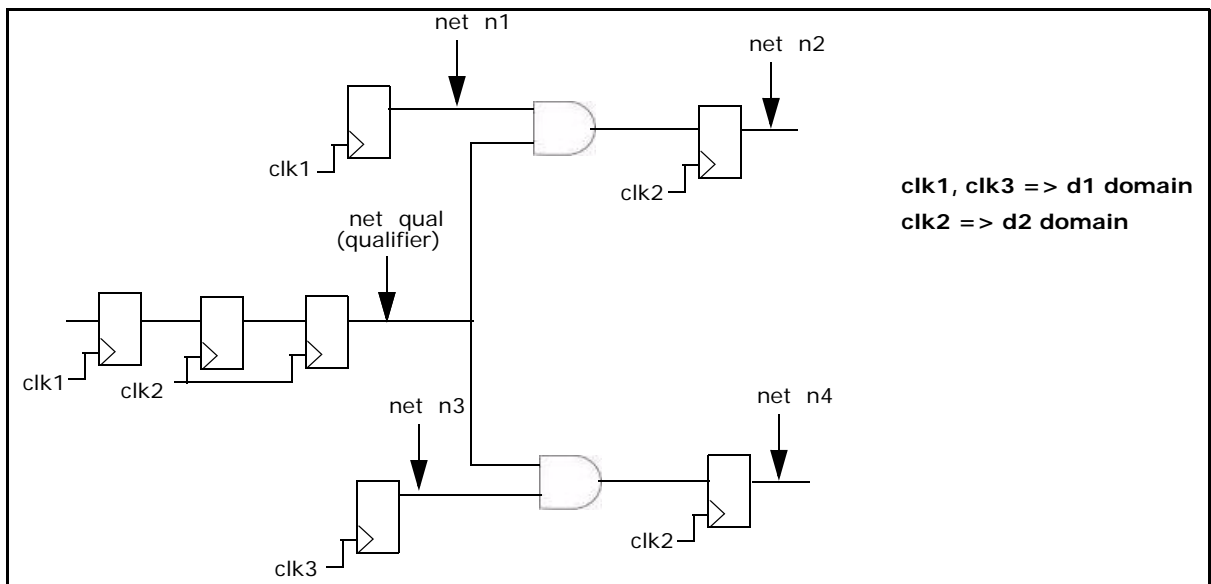 net n1
net n2
clk1
clk2
clk1, clk3 => d1 domain
clk2 => d2 domain
net qual
(qualifier)
clk1
clk2
net n3
net n4
clk3
clk2